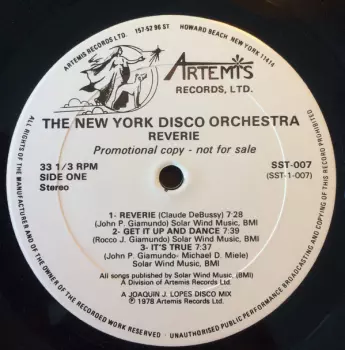 ARTEMIS RECORDS LTD. 157-52 96 ST HOWARD BEACH, NEW YORK 11414
ARTEMIS
RECORDS, LTD.
THE NEW YORK DISCO ORCHESTRA
REVERIE
Promotional copy - not for sale
33 1/3 RPM
SIDE ONE
Stereo
SST-007
(SST-1-007)
1- REVERIE (Claude DeBussy) 7:28
(John P. Giamundo) Solar Wind Music, BMI
2- GET IT UP AND DANCE 7:39
(Rocco J. Giamundo) Solar Wind Music, BMI
3- IT'S TRUE 7:37
(John P. Giamundo- Michael D. Miele)
Solar Wind Music, BMI
All songs published by Solar Wind Music, (BMI)
A Division of Artemis Records Ltd.
A JOAQUIN J. LOPES DISCO MIX
℗ 1978 Artemis Records Ltd.
ALL RIGHTS OF THE MANUFACTURER AND OF THE OWNER OF THE RECORDED WORK RESERVED - UNAUTHORISED PUBLIC PERFORMANCE BROADCASTING AND COPYING OF THIS RECORD PROHIBITED